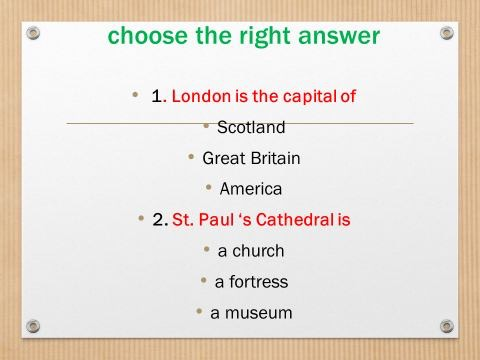 choose the right answer
• 1. London is the capital of
• Scotland
• Great Britain
• America
• 2. St. Paul ‘s Cathedral is
• a church
• a fortress
• a museum